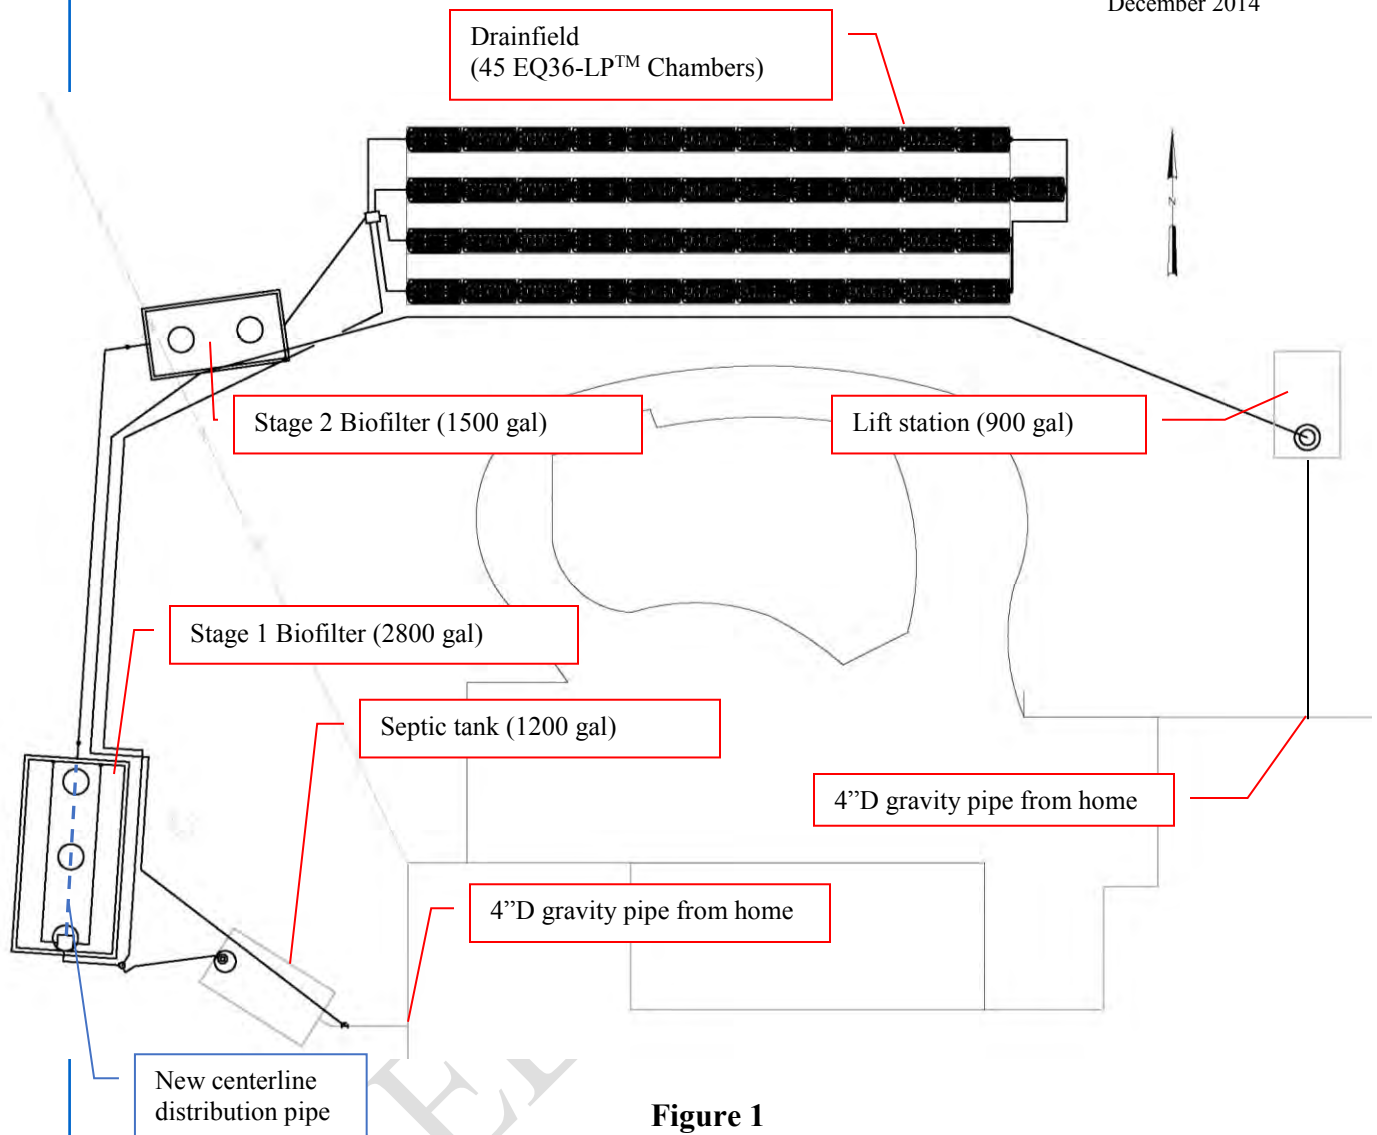 December 2014
Drainfield
(45 EQ36-LP™ Chambers)
N
Stage 2 Biofilter (1500 gal)
Lift station (900 gal)
Stage 1 Biofilter (2800 gal)
Septic tank (1200 gal)
4”D gravity pipe from home
4”D gravity pipe from home
New centerline
distribution pipe
Figure 1